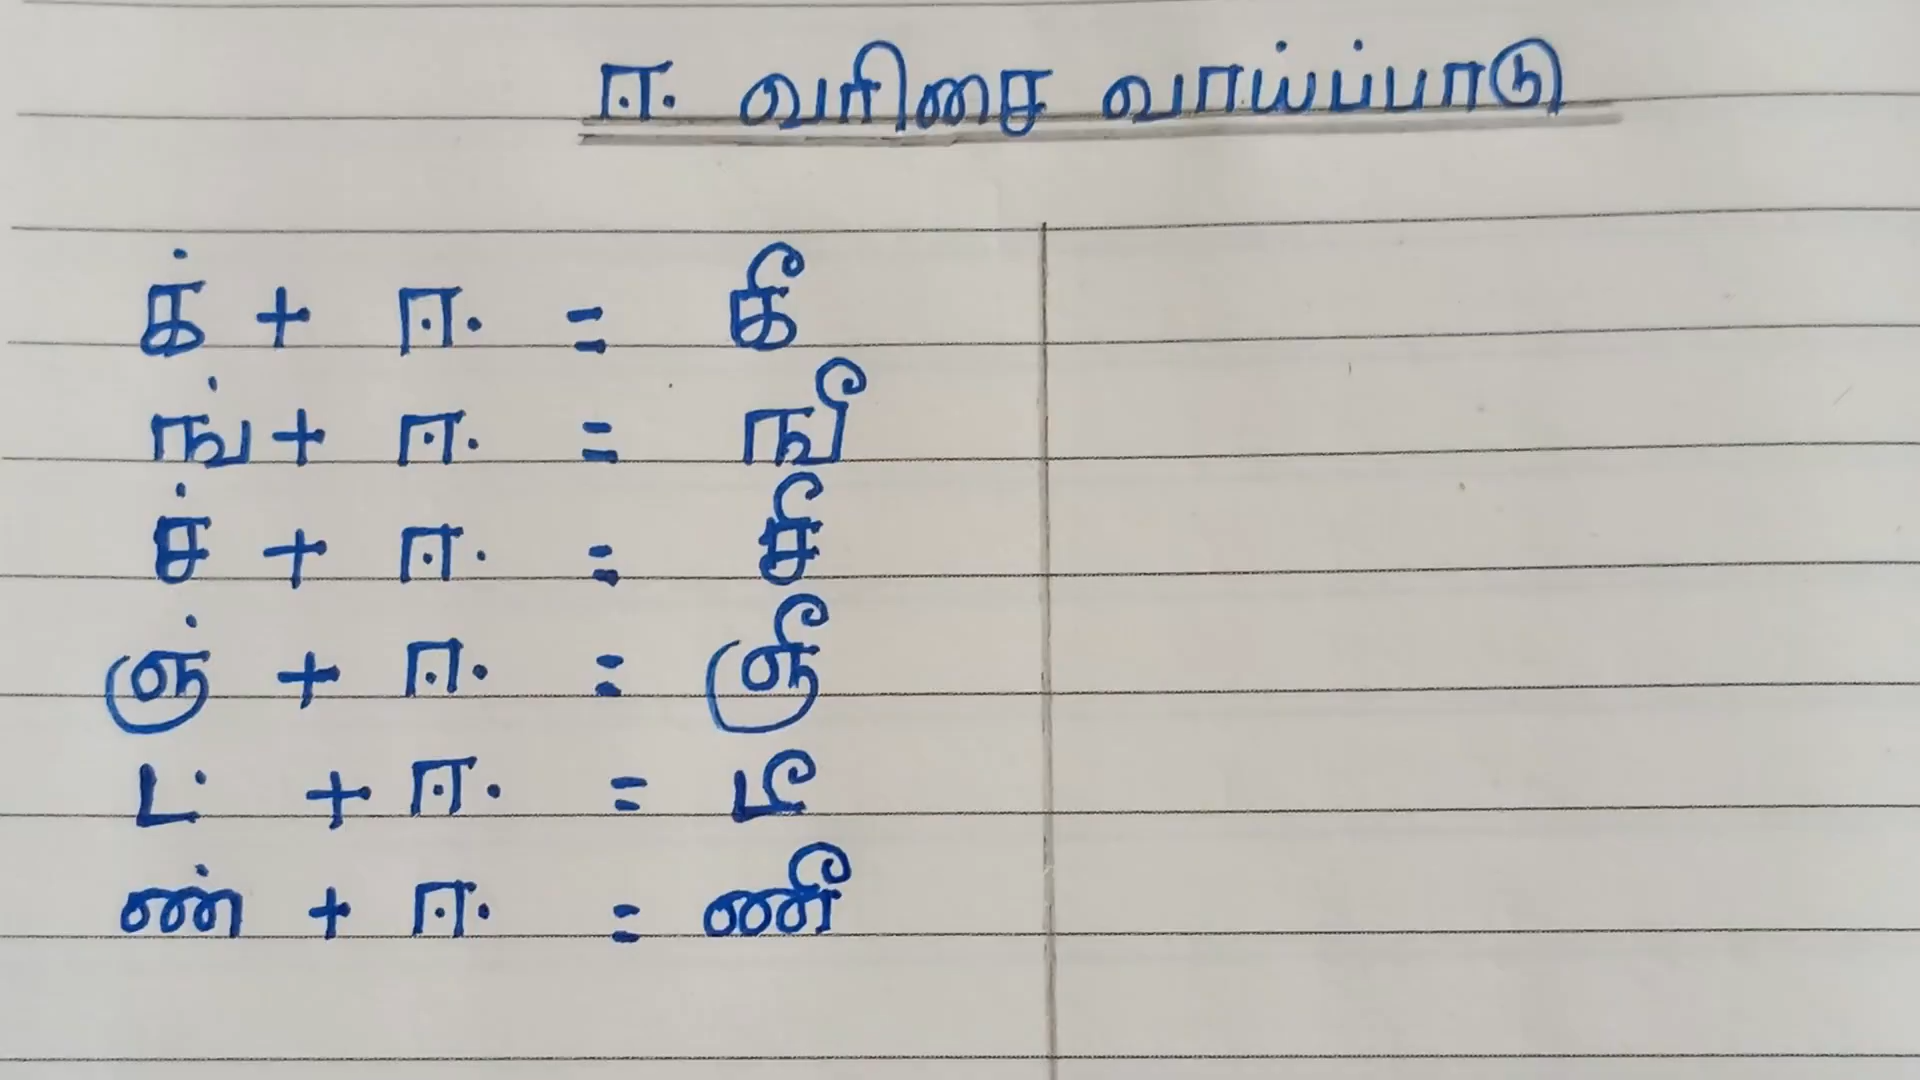 ஈ வரிசை வாய்ப்பாடு
க் + ஈ = கீ
ங் + ஈ = ஙீ
ச் + ஈ = சீ
ஞ் + ஈ = ஞீ
ட் + ஈ = டீ
ண் + ஈ = ணீ